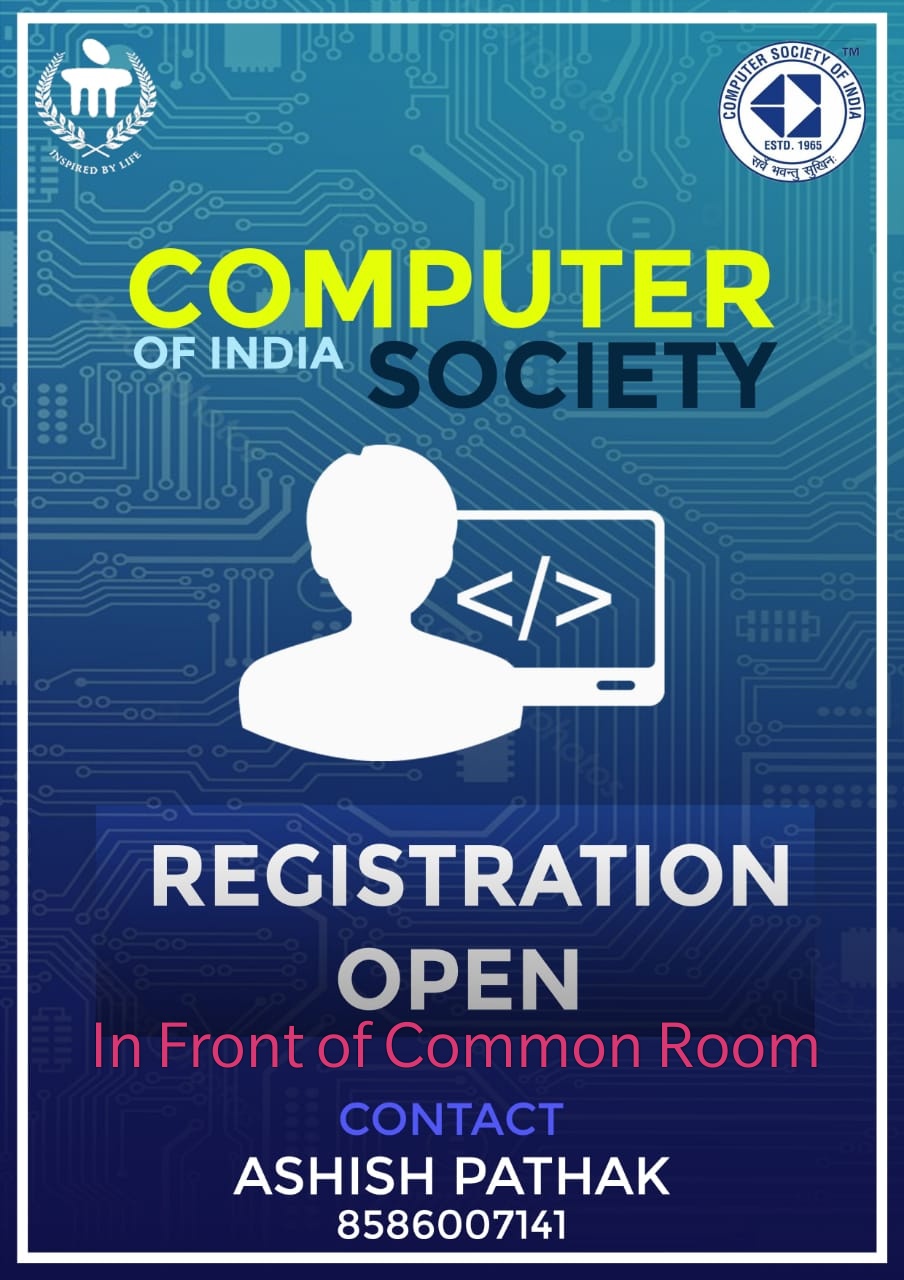 INSPIRED BY LIFE
COMPUTER SOCIETY OF INDIA
TM
ESTD. 1965
सर्वे भवन्तु सुखिनः
COMPUTER
OF INDIA SOCIETY
</>
REGISTRATION
OPEN
In Front of Common Room
CONTACT
ASHISH PATHAK
8586007141